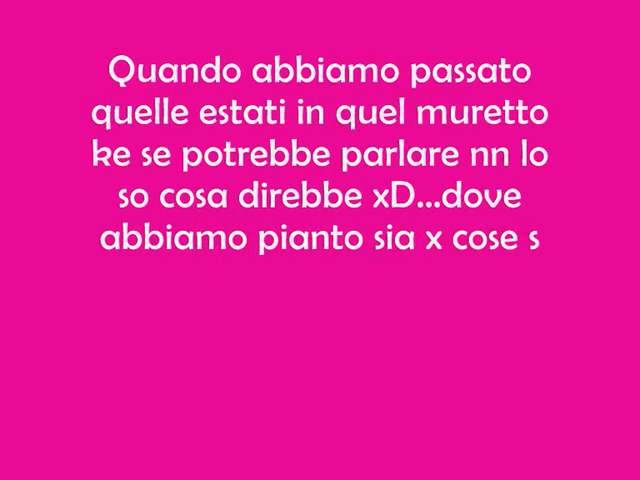 Quando abbiamo passato
quelle estati in quel muretto
ke se potrebbe parlare nn lo
so cosa direbbe xD...dove
abbiamo pianto sia x cose s